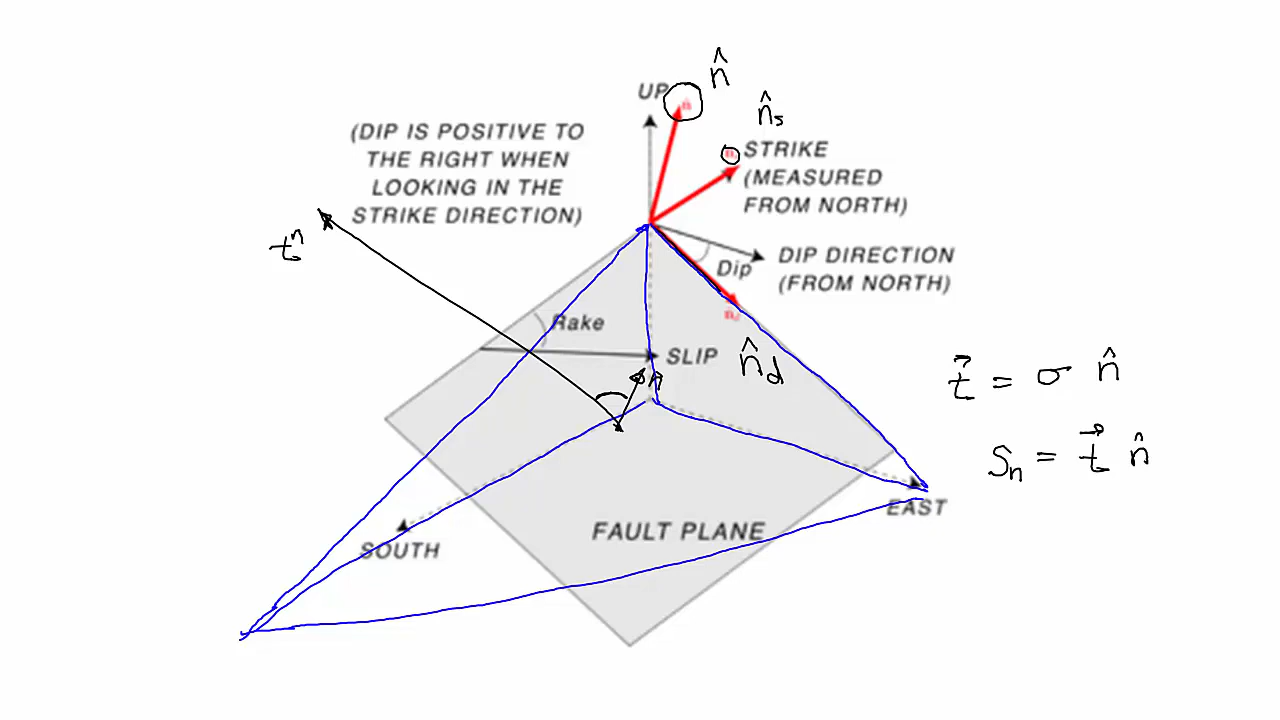 n̂
UP
n̂s
(DIP IS POSITIVE TO
THE RIGHT WHEN
LOOKING IN THE
STRIKE DIRECTION)
STRIKE
(MEASURED
FROM NORTH)
tⁿ
DIP DIRECTION
(FROM NORTH)
Dip
Rake
SLIP
n̂d
n̂
t⃗ = σ n̂
Sn = t⃗ n̂
EAST
FAULT PLANE
SOUTH